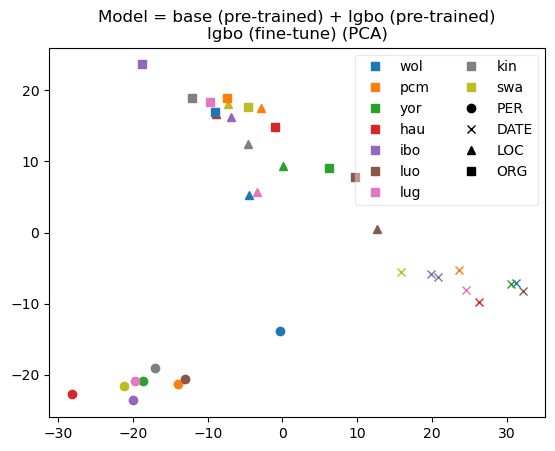 Model = base (pre-trained) + Igbo (pre-trained)
Igbo (fine-tune) (PCA)
wol kin
pcm swa
yor PER
hau DATE
ibo LOC
luo ORG
lug
20
10
0
−10
−20
−30 −20 −10 0 10 20 30